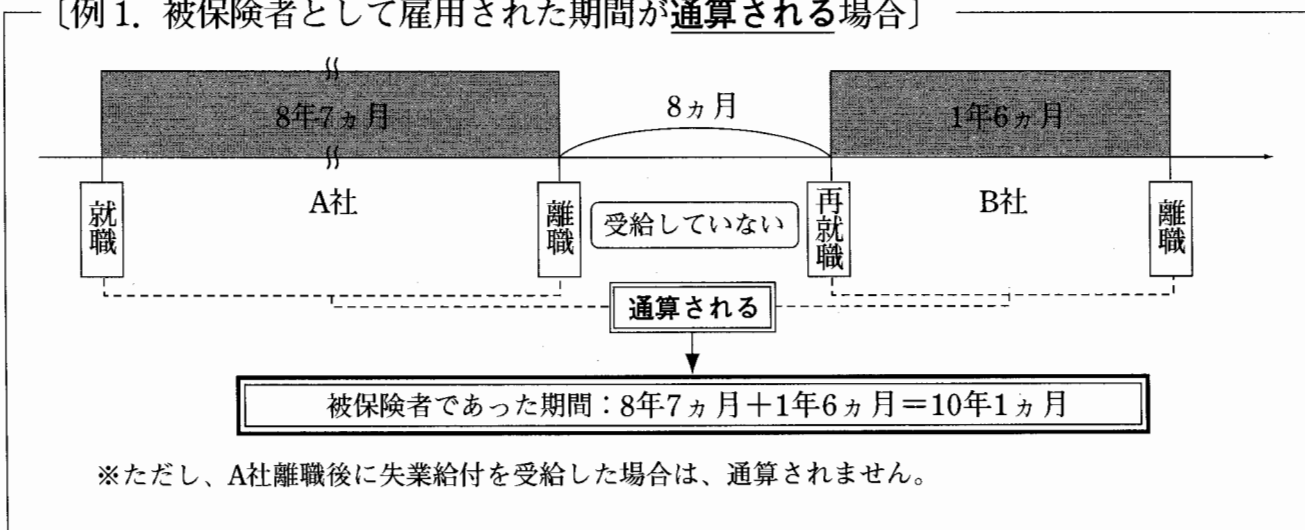 〔例1. 被保険者として雇用された期間が通算される場合〕
8年7ヵ月
8ヵ月
1年6ヵ月
就職
A社
離職
受給していない
再就職
B社
離職
通算される
被保険者であった期間：8年7ヵ月＋1年6ヵ月＝10年1ヵ月
※ただし、A社離職後に失業給付を受給した場合は、通算されません。